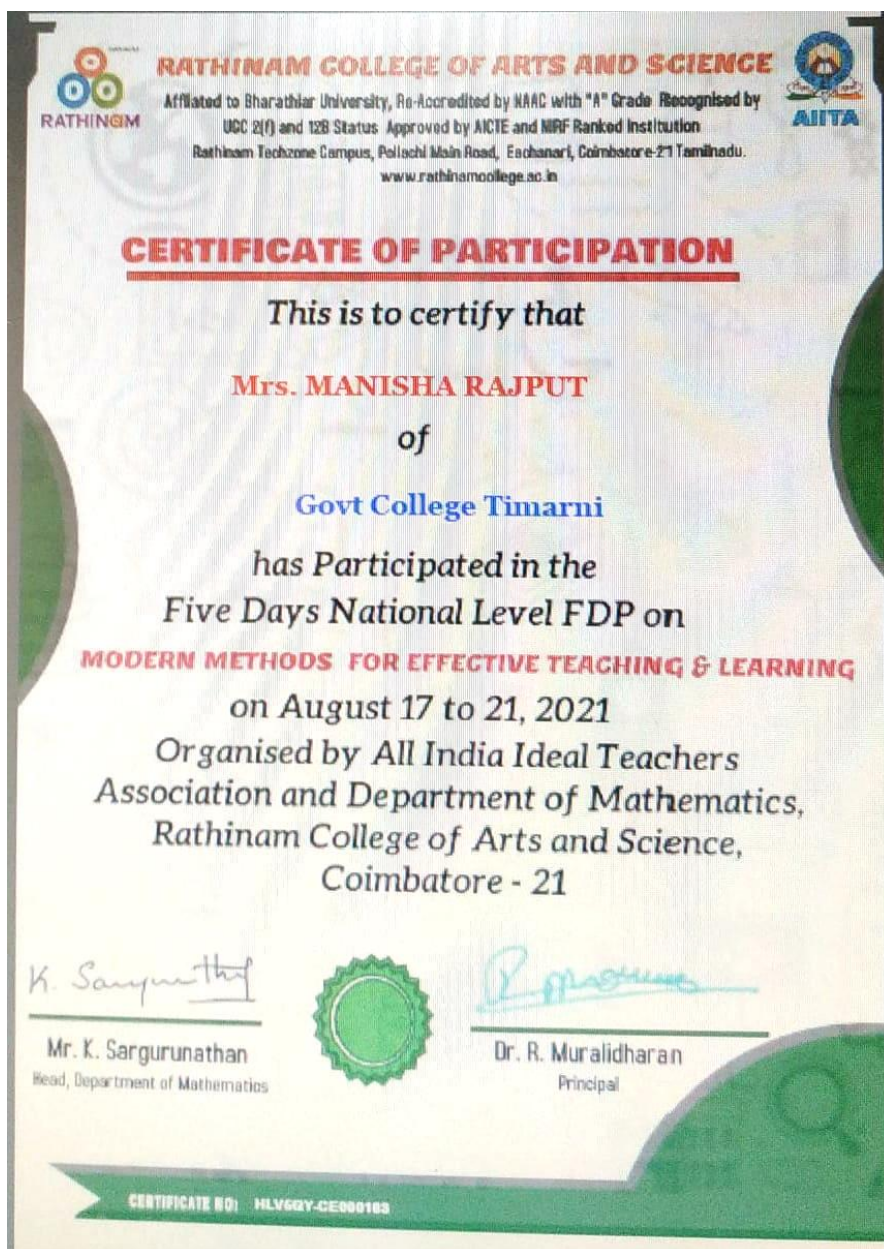 RATHINAM COLLEGE OF ARTS AND SCIENCE
Affiliated to Bharathiar University, Re-Accredited by NAAC with "A" Grade Recognised by
UGC 2(f) and 12B Status Approved by AICTE and NIRF Ranked Institution
Rathinam Techzone Campus, Pollachi Main Road, Eachanari, Coimbatore-21 Tamilnadu.
www.rathinamcollege.ac.in
RATHINAM
AIITA
CERTIFICATE OF PARTICIPATION
This is to certify that
Mrs. MANISHA RAJPUT
of
Govt College Timarni
has Participated in the
Five Days National Level FDP on
MODERN METHODS FOR EFFECTIVE TEACHING & LEARNING
on August 17 to 21, 2021
Organised by All India Ideal Teachers
Association and Department of Mathematics,
Rathinam College of Arts and Science,
Coimbatore - 21
Mr. K. Sargurunathan
Head, Department of Mathematics
Dr. R. Muralidharan
Principal
CERTIFICATE NO: HLV6QY-CE000163